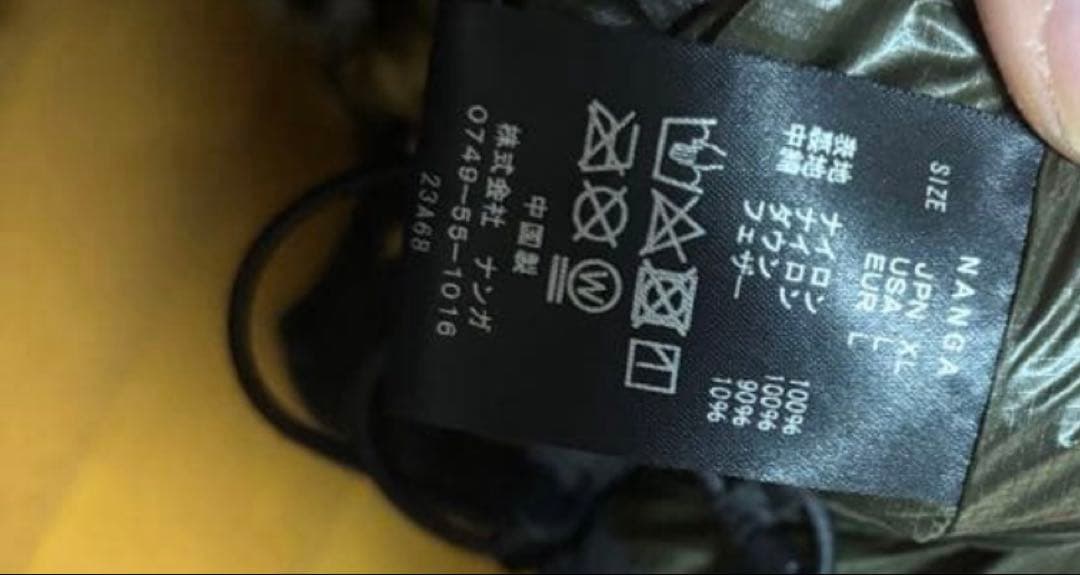 NANGA
SIZE
JPN XL
USA L
EUR L
表地 ナイロン 100%
裏地 ナイロン 100%
中綿 ダウン 90%
フェザー 10%
W
中国製
株式会社 ナンガ
0749-55-1016
23A68